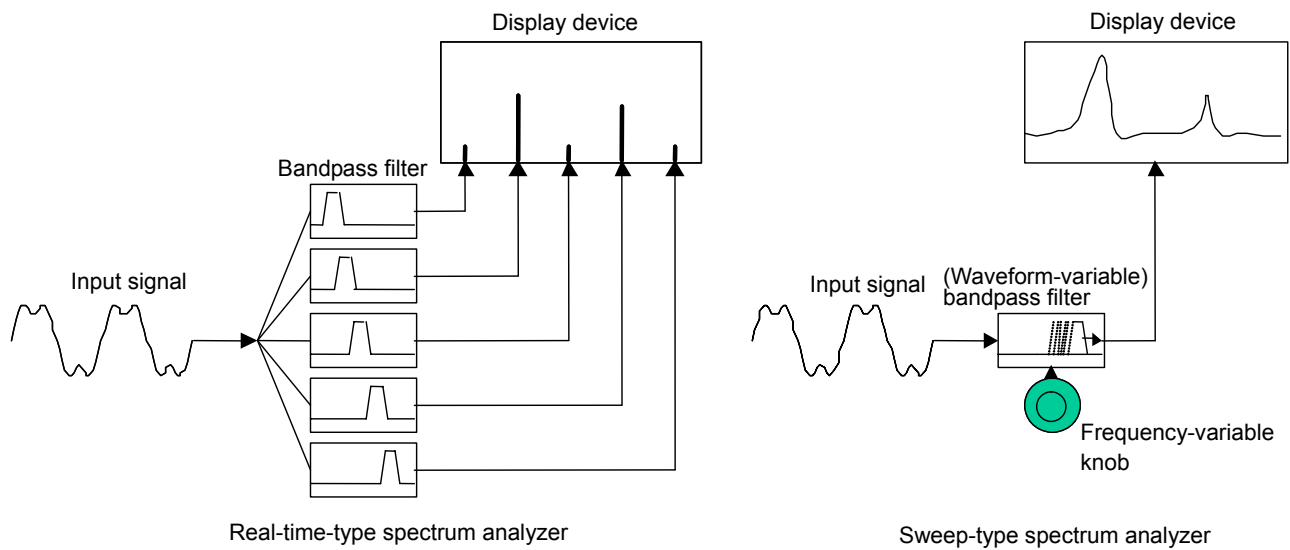 Display device
Bandpass filter
Input signal
Real-time-type spectrum analyzer
Display device
Input signal
(Waveform-variable)
bandpass filter
Frequency-variable
knob
Sweep-type spectrum analyzer